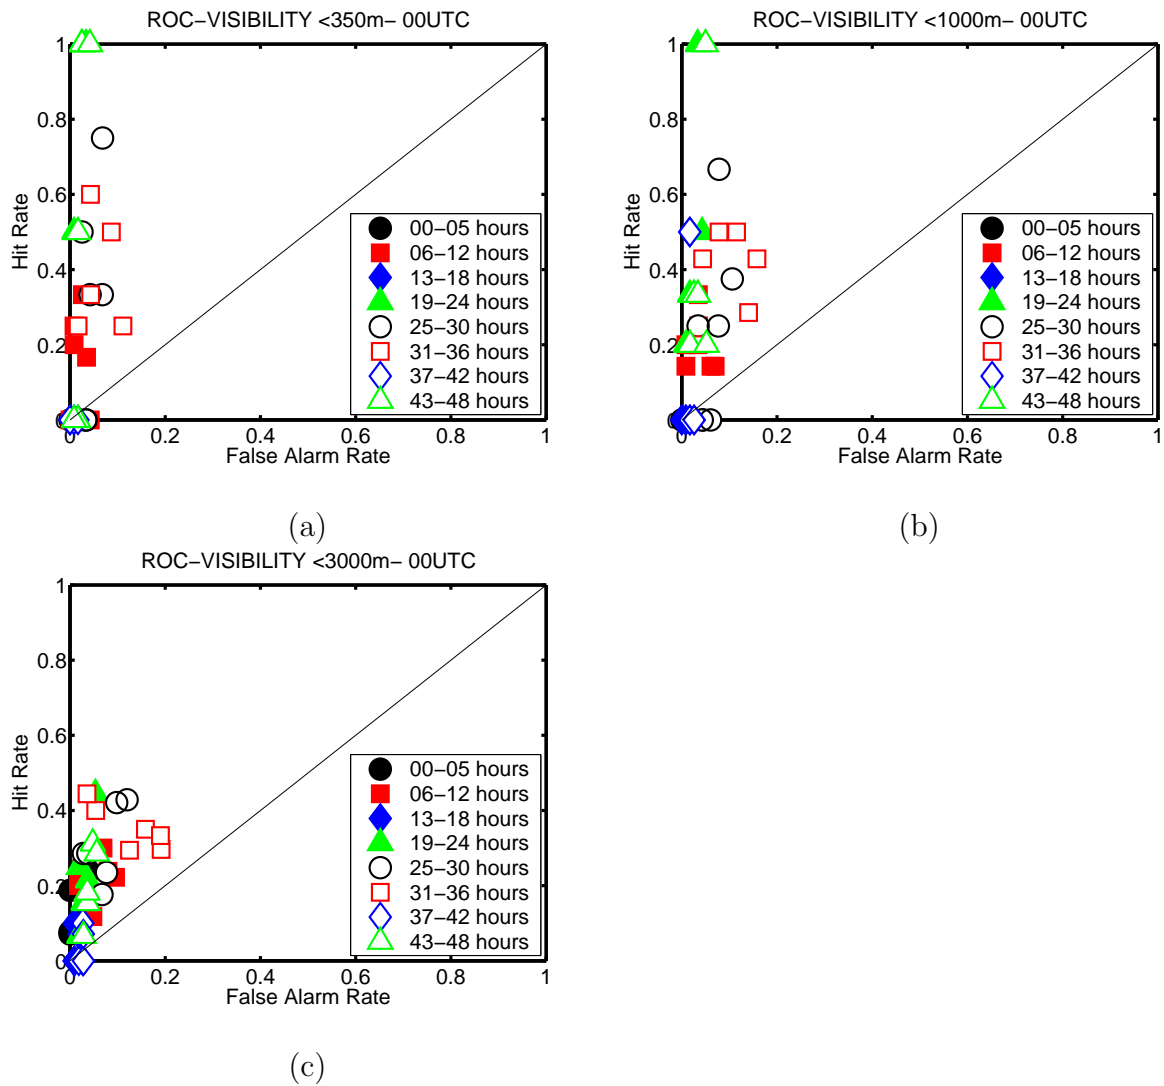 ROC−VISIBILITY <350m− 00UTC
1
0.8
0.6
0.4
0.2
0
0
0.2
0.4
0.6
0.8
1
Hit Rate
False Alarm Rate
00−05 hours
06−12 hours
13−18 hours
19−24 hours
25−30 hours
31−36 hours
37−42 hours
43−48 hours
(a)
ROC−VISIBILITY <1000m− 00UTC
1
0.8
0.6
0.4
0.2
0
0
0.2
0.4
0.6
0.8
1
Hit Rate
False Alarm Rate
00−05 hours
06−12 hours
13−18 hours
19−24 hours
25−30 hours
31−36 hours
37−42 hours
43−48 hours
(b)
ROC−VISIBILITY <3000m− 00UTC
1
0.8
0.6
0.4
0.2
0
0
0.2
0.4
0.6
0.8
1
Hit Rate
False Alarm Rate
00−05 hours
06−12 hours
13−18 hours
19−24 hours
25−30 hours
31−36 hours
37−42 hours
43−48 hours
(c)